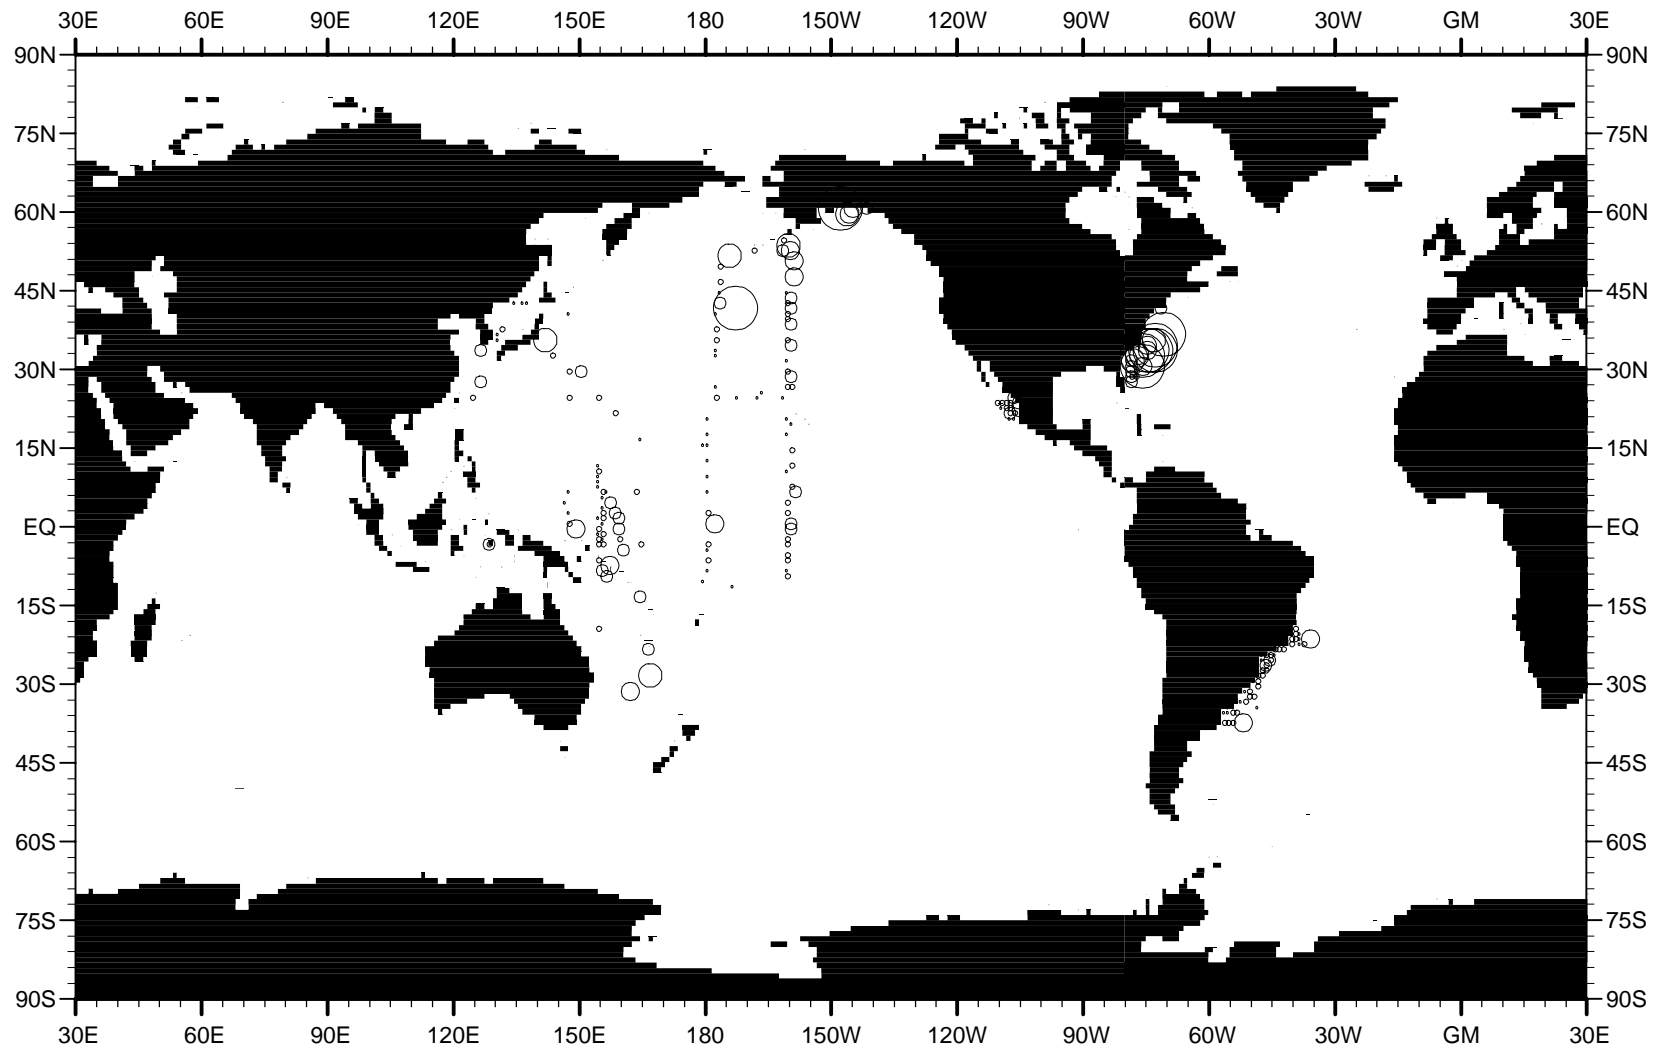 30E 60E 90E 120E 150E 180 150W 120W 90W 60W 30W GM 30E
90N 90N
75N 75N
60N 60N
45N 45N
30N 30N
15N 15N
EQ EQ
15S 15S
30S 30S
45S 45S
60S 60S
75S 75S
90S 90S
30E 60E 90E 120E 150E 180 150W 120W 90W 60W 30W GM 30E